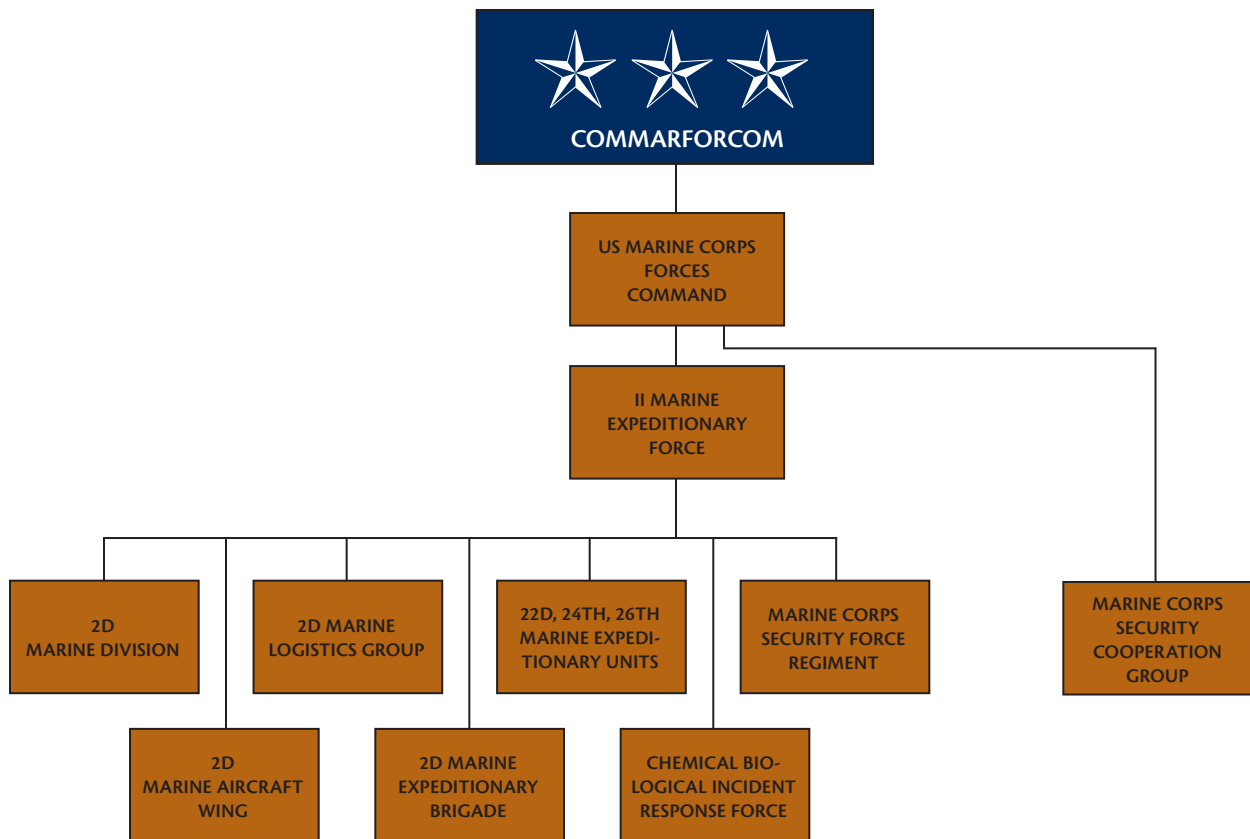 COMMARFORCOM
US MARINE CORPS
FORCES
COMMAND
II MARINE
EXPEDITIONARY
FORCE
2D
MARINE DIVISION
2D MARINE
LOGISTICS GROUP
22D, 24TH, 26TH
MARINE EXPEDI-
TIONARY UNITS
MARINE CORPS
SECURITY FORCE
REGIMENT
MARINE CORPS
SECURITY
COOPERATION
GROUP
2D
MARINE AIRCRAFT
WING
2D MARINE
EXPEDITIONARY
BRIGADE
CHEMICAL BIO-
LOGICAL INCIDENT
RESPONSE FORCE